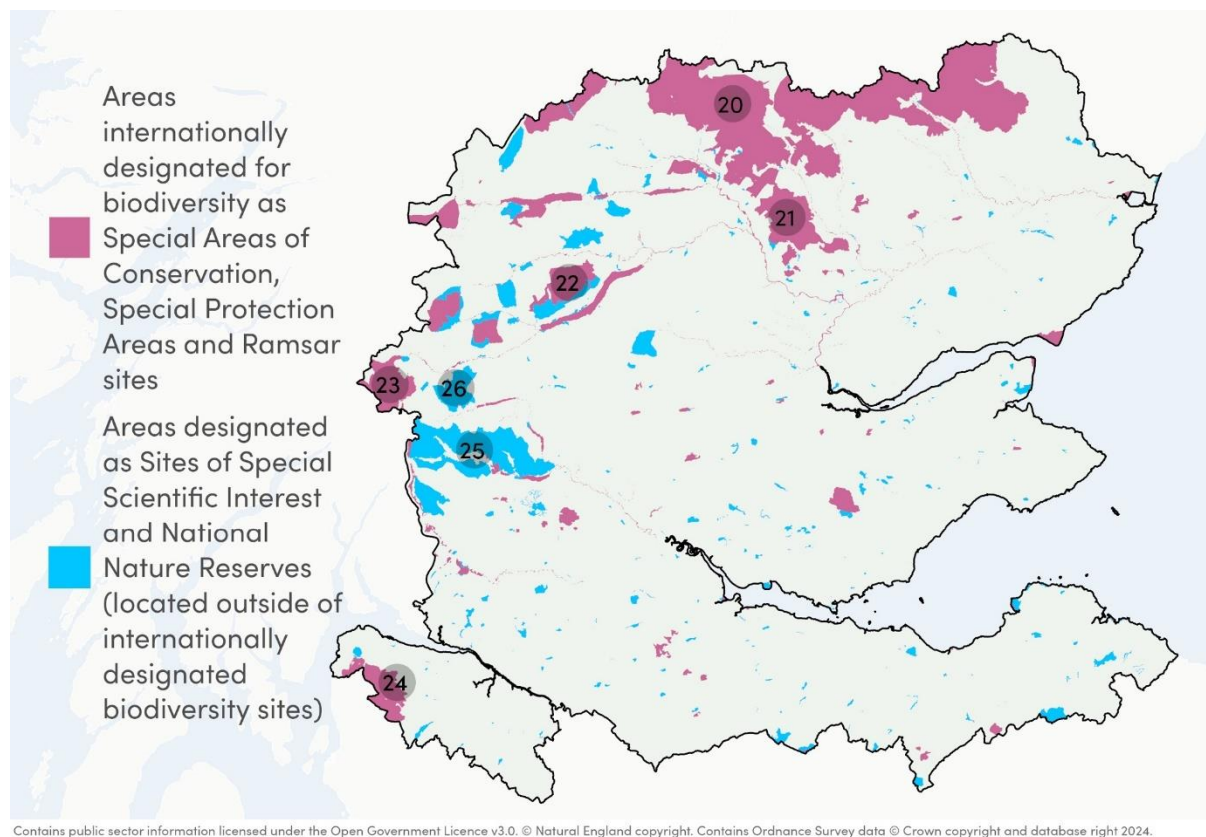 Areas
internationally
designated for
biodiversity as
Special Areas of
Conservation,
Special Protection
Areas and Ramsar
sites
Areas designated
as Sites of Special
Scientific Interest
and National
Nature Reserves
(located outside of
internationally
designated
biodiversity sites)
20
21
22
23
26
25
24
Contains public sector information licensed under the Open Government Licence v3.0. © Natural England copyright. Contains Ordnance Survey data © Crown copyright and database right 2024.